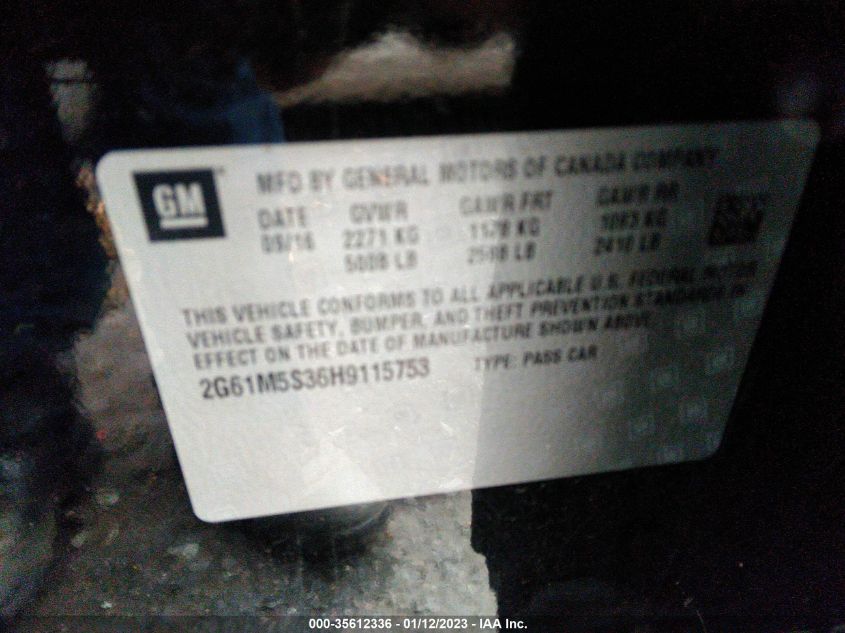 GM
MFD BY GENERAL MOTORS OF CANADA COMPANY
DATE GVWR GAWR FRT GAWR RR
09/16 2271 KG 1178 KG 1093 KG
5008 LB 2598 LB 2410 LB
THIS VEHICLE CONFORMS TO ALL APPLICABLE U.S. FEDERAL MOTOR
VEHICLE SAFETY, BUMPER, AND THEFT PREVENTION STANDARDS IN
EFFECT ON THE DATE OF MANUFACTURE SHOWN ABOVE.
2G61M5S36H9115753 TYPE: PASS CAR
000-35612336 - 01/12/2023 - IAA Inc.